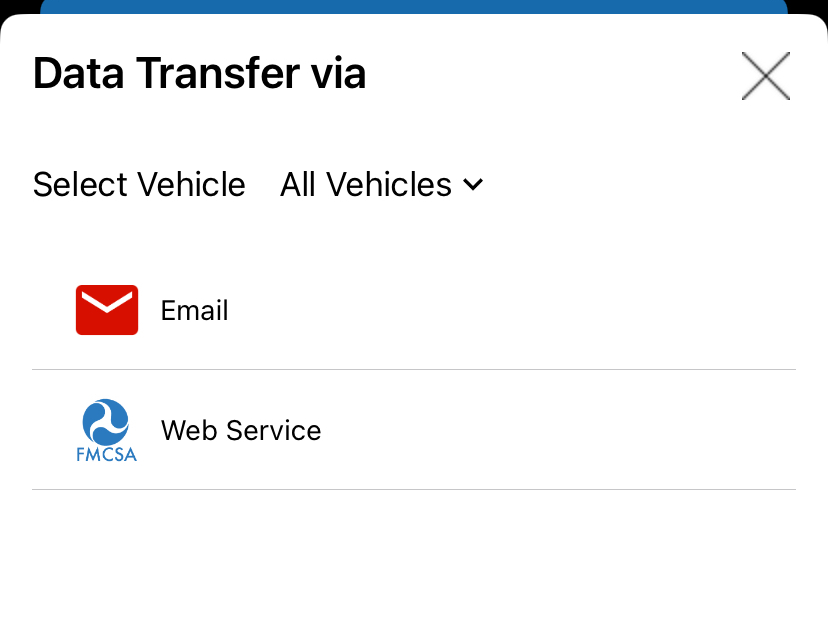 Data Transfer via
Select Vehicle All Vehicles
Email
FMCSA
Web Service